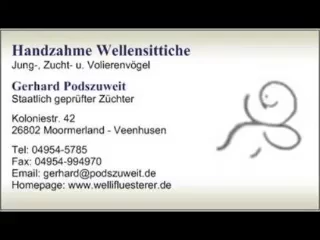 Handzahme Wellensittiche
Jung-, Zucht- u. Volierenvögel
Gerhard Podszuweit
Staatlich geprüfter Züchter
Koloniestr. 42
26802 Moormerland - Veenhusen
Tel: 04954-5785
Fax: 04954-994970
Email: gerhard@podszuweit.de
Homepage: www.wellifluesterer.de